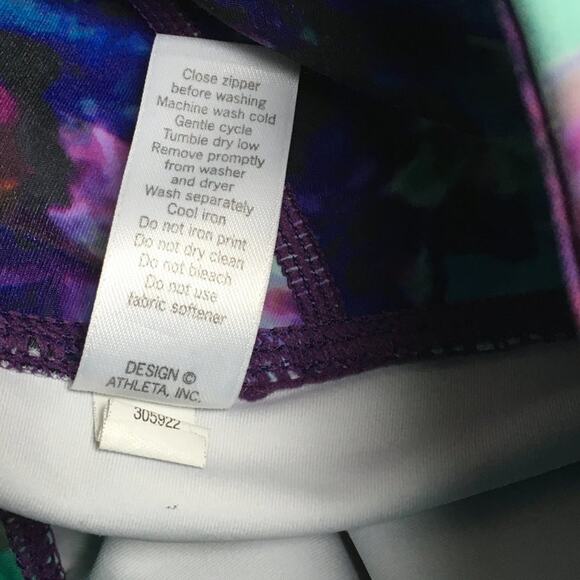 Close zipper
before washing
Machine wash cold
Gentle cycle
Tumble dry low
Remove promptly
from washer
and dryer
Wash separately
Cool iron
Do not iron print
Do not dry clean
Do not bleach
Do not use
fabric softener
DESIGN ©
ATHLETA, INC.
305922